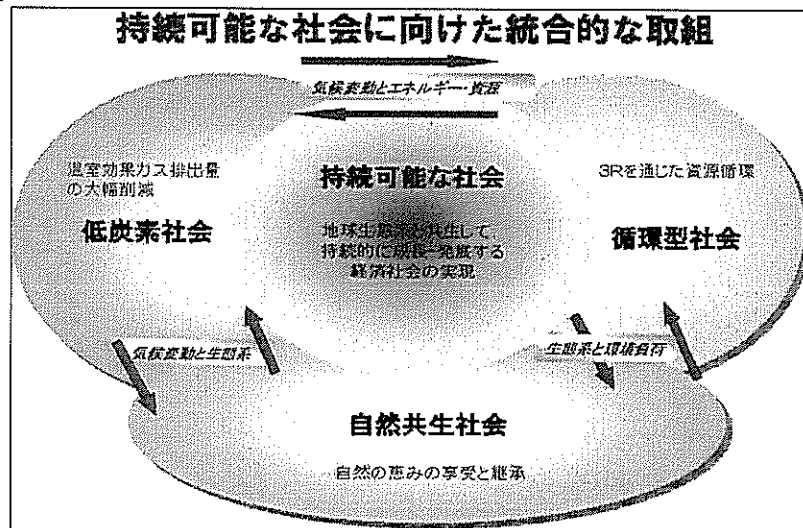 持続可能な社会に向けた統合的な取組
気候変動とエネルギー・資源
温室効果ガス排出量
の大幅削減
低炭素社会
持続可能な社会
地球生態系と共生して、
持続的に成長・発展する
経済社会の実現
3Rを通じた資源循環
循環型社会
気候変動と生態系
生態系と環境負荷
自然共生社会
自然の恵みの享受と継承